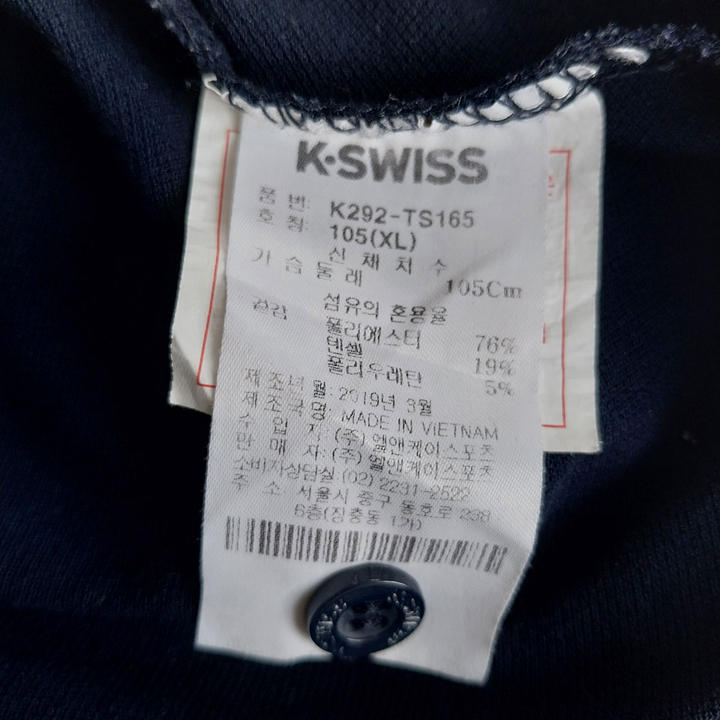 K·SWISS
품 번: K292-TS165
호 칭: 105(XL)
신 체 치 수
가 슴 둘 레 105Cm
겉감 섬유의 혼용율
폴리에스터 76%
텐셀 19%
폴리우레탄 5%
제 조 년 월: 2019년 3월
제 조 국 명: MADE IN VIETNAM
수 입 자: (주) 엘앤케이스포츠
판 매 자: (주) 엘앤케이스포츠
소비자상담실: (02) 2231-2522
주 소: 서울시 중구 동호로 238
6층(장충동 1가)